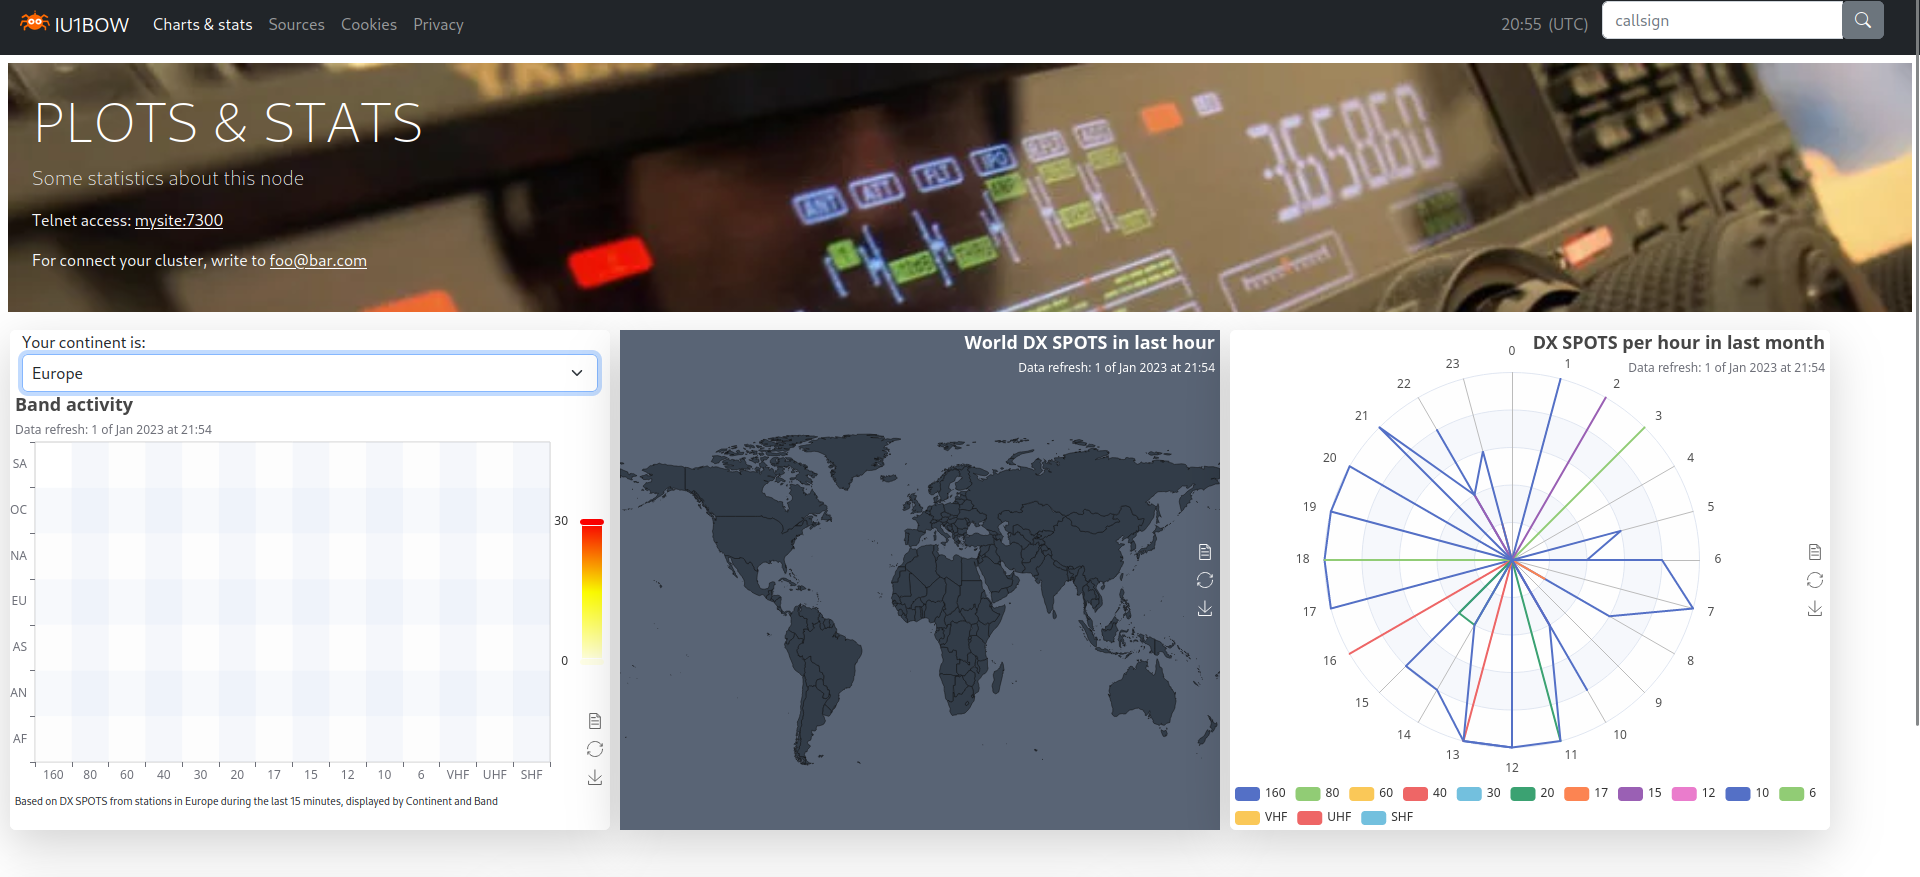 IU1BOW Charts & stats Sources Cookies Privacy 20:55 (UTC) callsign
PLOTS & STATS
Some statistics about this node
Telnet access: mysite:7300
For connect your cluster, write to foo@bar.com
ANT ATT FLT IPO
365860
Your continent is:
Europe
Band activity
Data refresh: 1 of Jan 2023 at 21:54
SA
OC
NA
EU
AS
AN
AF
160 80 60 40 30 20 17 15 12 10 6 VHF UHF SHF
30
0
Based on DX SPOTS from stations in Europe during the last 15 minutes, displayed by Continent and Band
World DX SPOTS in last hour
Data refresh: 1 of Jan 2023 at 21:54
DX SPOTS per hour in last month
Data refresh: 1 of Jan 2023 at 21:54
0
1
2
3
4
5
6
7
8
9
10
11
12
13
14
15
16
17
18
19
20
21
22
23
160 80 60 40 30 20 17 15 12 10 6
VHF UHF SHF